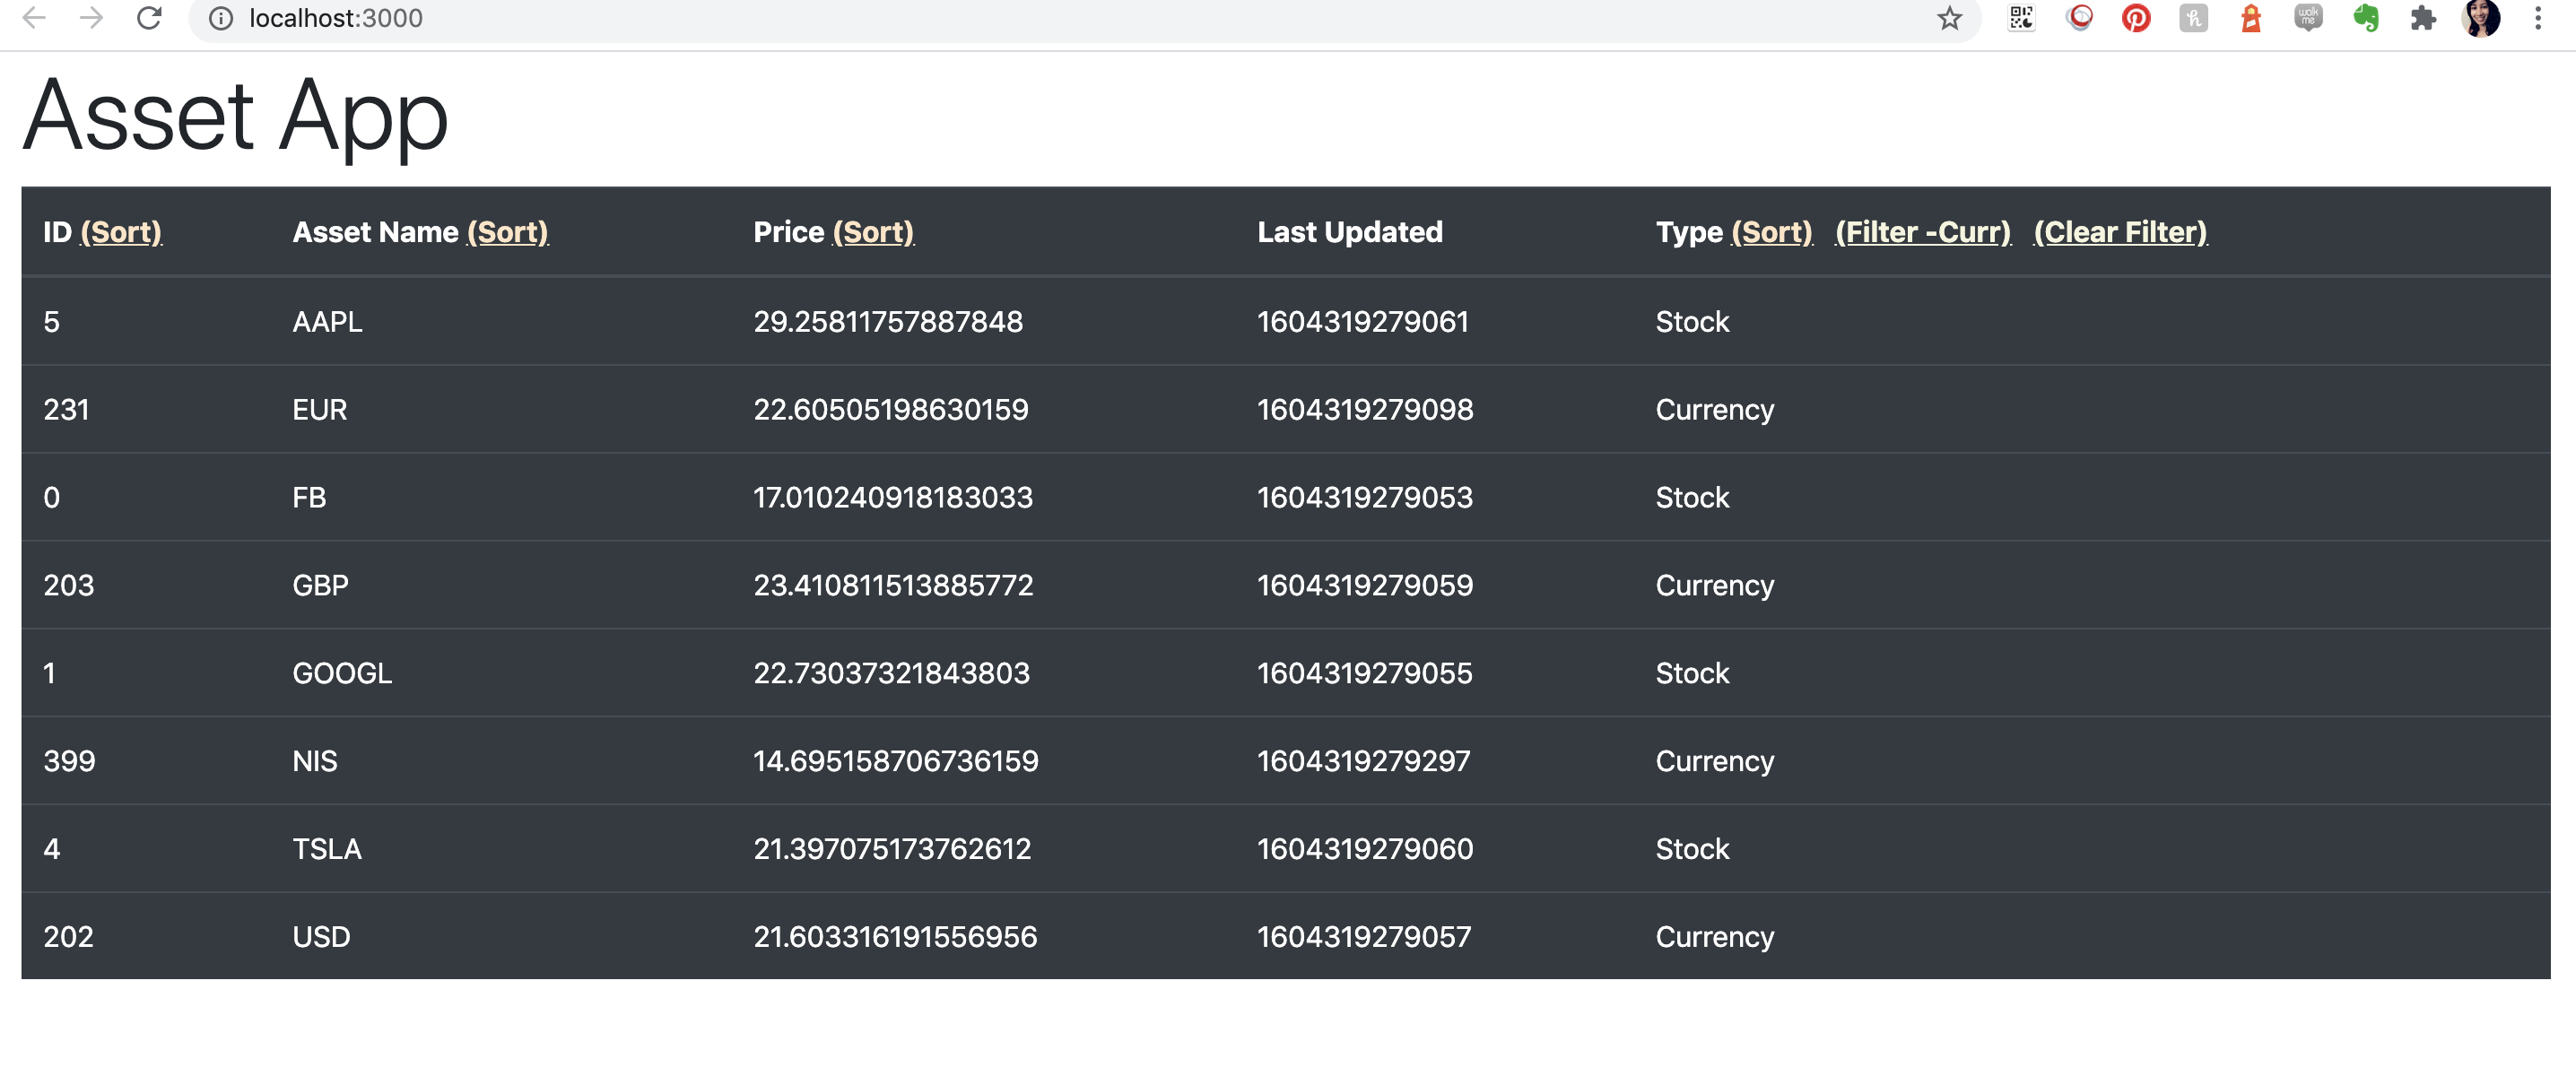 localhost:3000
walk me
Asset App
ID (Sort) Asset Name (Sort) Price (Sort) Last Updated Type (Sort) (Filter -Curr) (Clear Filter)
5 AAPL 29.25811757887848 1604319279061 Stock
231 EUR 22.60505198630159 1604319279098 Currency
0 FB 17.010240918183033 1604319279053 Stock
203 GBP 23.410811513885772 1604319279059 Currency
1 GOOGL 22.73037321843803 1604319279055 Stock
399 NIS 14.695158706736159 1604319279297 Currency
4 TSLA 21.397075173762612 1604319279060 Stock
202 USD 21.603316191556956 1604319279057 Currency